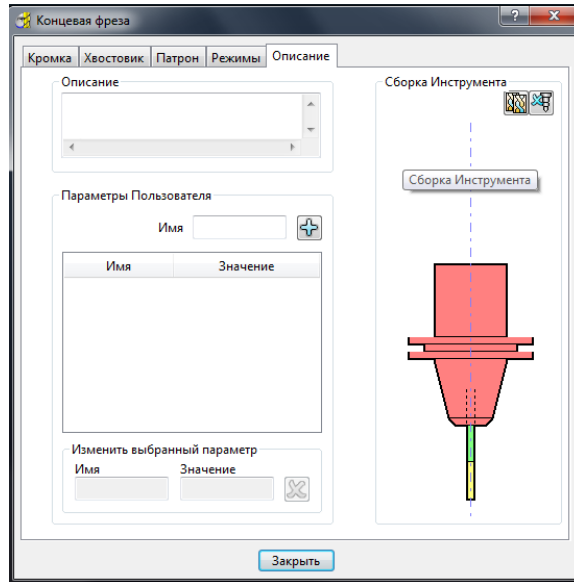 Концевая фреза
Кромка Хвостовик Патрон Режимы Описание
Описание
Сборка Инструмента
Сборка Инструмента
Параметры Пользователя
Имя
Имя Значение
Изменить выбранный параметр
Имя Значение
Закрыть